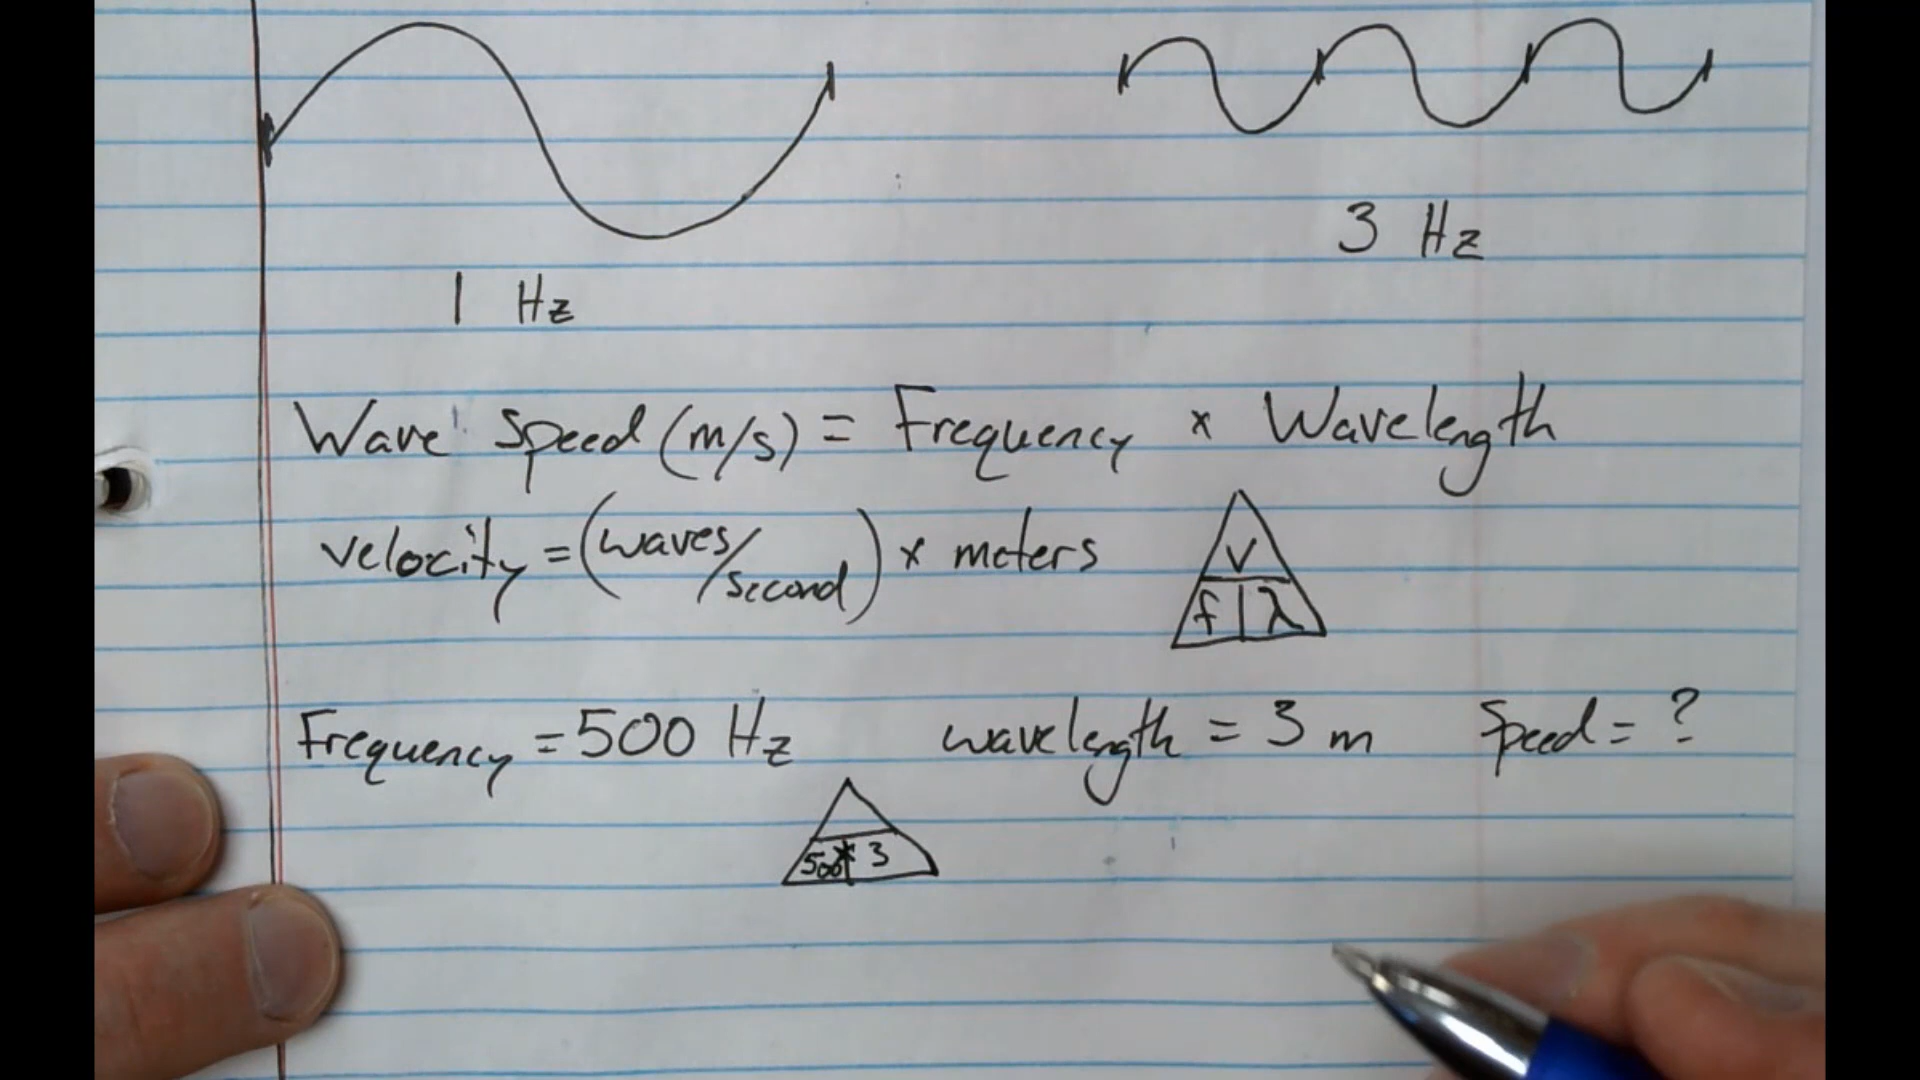 1 Hz
3 Hz
Wave Speed (m/s) = Frequency x Wavelength
velocity = (waves/second) x meters
V
f | λ
Frequency = 500 Hz wavelength = 3 m Speed = ?
500 * 3